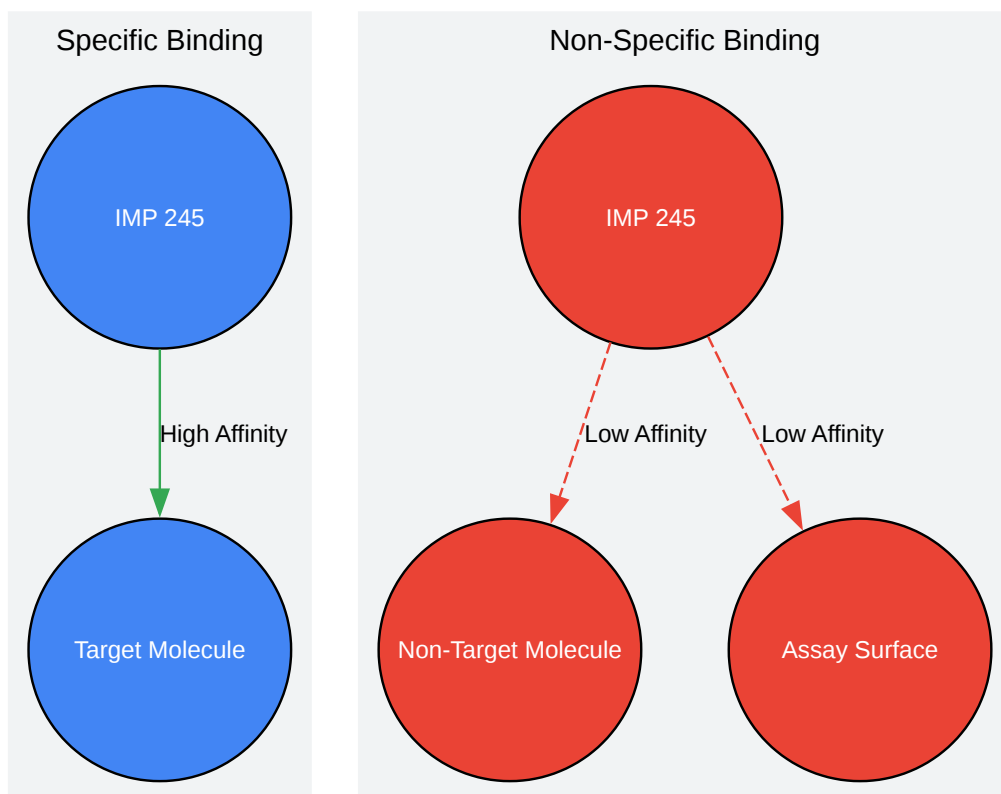 Specific Binding
IMP 245
High Affinity
Target Molecule
Non-Specific Binding
IMP 245
Low Affinity
Low Affinity
Non-Target Molecule
Assay Surface